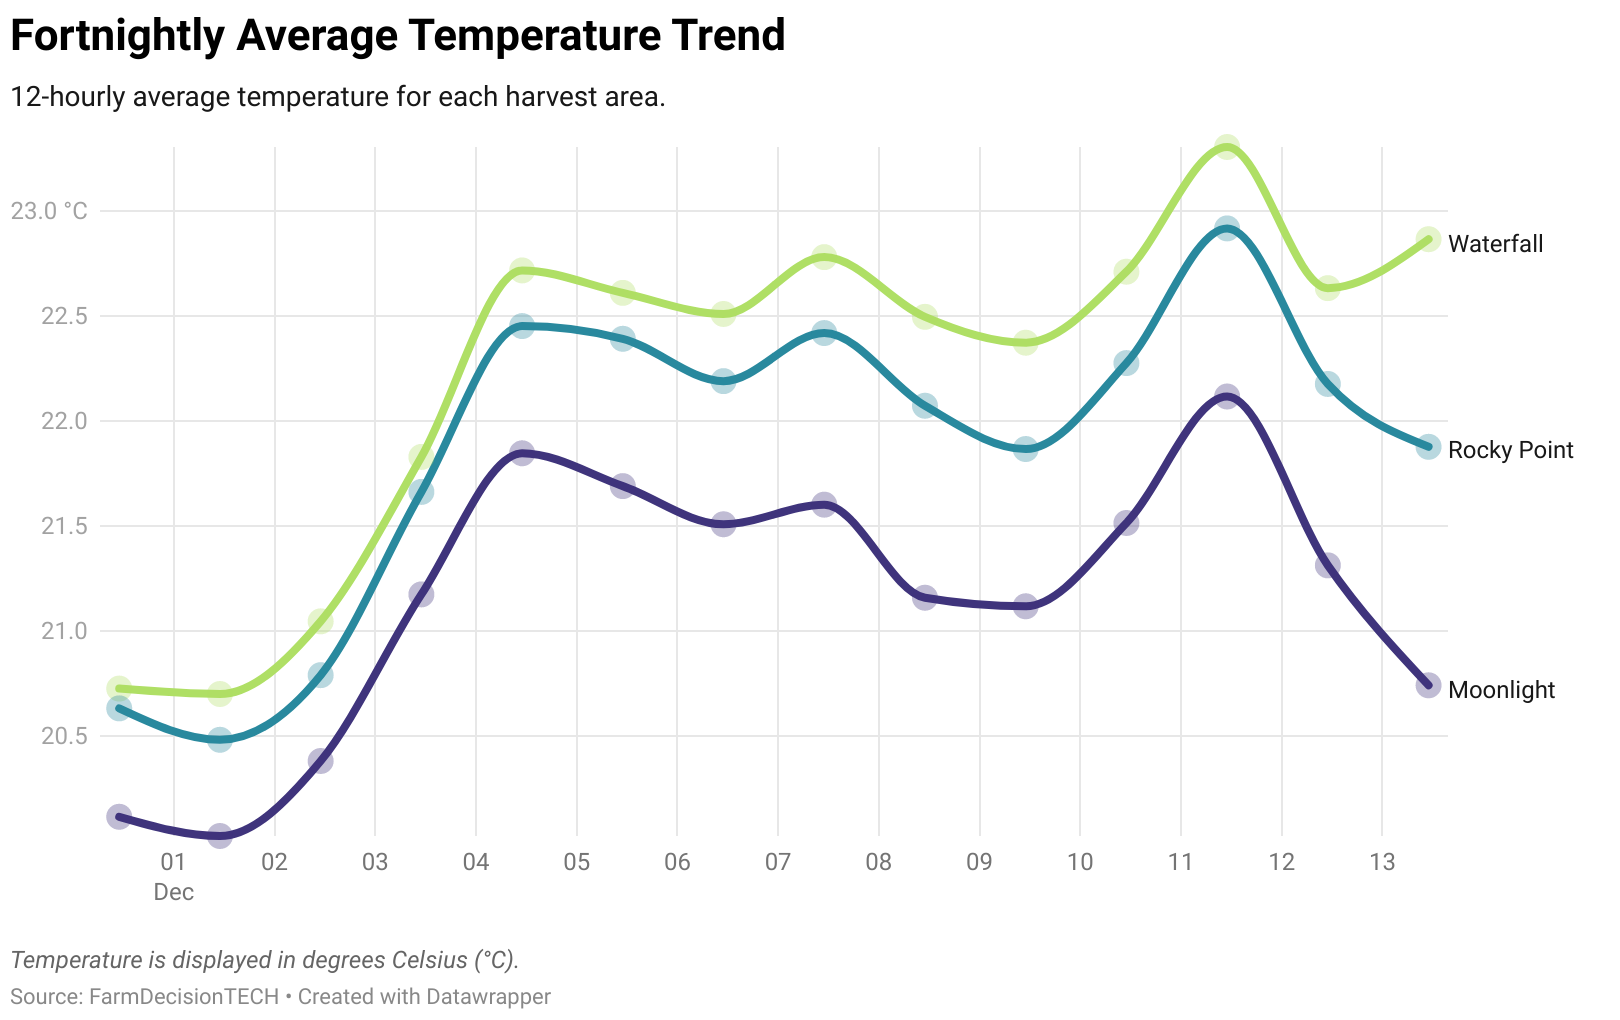 Fortnightly Average Temperature Trend
12-hourly average temperature for each harvest area.
23.0 °C
22.5
22.0
21.5
21.0
20.5
Waterfall
Rocky Point
Moonlight
01 02 03 04 05 06 07 08 09 10 11 12 13
Dec
Temperature is displayed in degrees Celsius (°C).
Source: FarmDecisionTECH • Created with Datawrapper